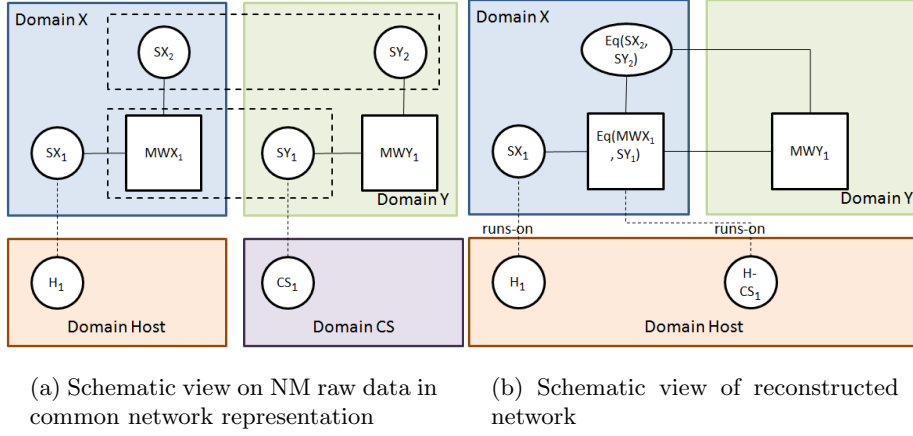 Domain X
SX2
SY2
SX1
MWX1
SY1
MWY1
Domain Y
H1
CS1
Domain Host
Domain CS
Domain X
Eq(SX2,
SY2)
SX1
Eq(MWX1
, SY1)
MWY1
Domain Y
runs-on
runs-on
H1
H-
CS1
Domain Host
(a) Schematic view on NM raw data in
common network representation
(b) Schematic view of reconstructed
network